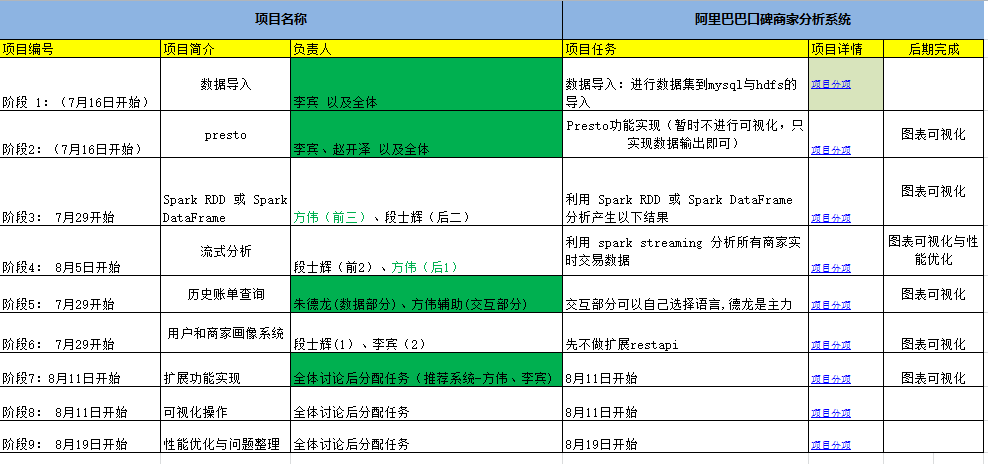 项目名称 阿里巴巴口碑商家分析系统
项目编号 项目简介 负责人 项目任务 项目详情 后期完成
阶段 1：（7月16日开始） 数据导入 李宾 以及全体 数据导入：进行数据集到mysql与hdfs的
导入 项目分项
阶段2：（7月16日开始） presto 李宾、赵开泽 以及全体 Presto功能实现（暂时不进行可视化，只
实现数据输出即可） 项目分项 图表可视化
阶段3： 7月29开始 Spark RDD 或 Spark
DataFrame 方伟（前三）、段士辉（后二） 利用 Spark RDD 或 Spark DataFrame
分析产生以下结果 项目分项 图表可视化
阶段4： 8月5日开始 流式分析 段士辉（前2）、方伟（后1） 利用 spark streaming 分析所有商家实
时交易数据 项目分项 图表可视化与性
能优化
阶段5： 7月29开始 历史账单查询 朱德龙(数据部分)、方伟辅助(交互部分) 交互部分可以自己选择语言,德龙是主力 项目分项 图表可视化
阶段6： 7月29开始 用户和商家画像系统 段士辉(1）、李宾（2） 先不做扩展restapi 项目分项 图表可视化
阶段7：8月11日开始 扩展功能实现 全体讨论后分配任务（推荐系统-方伟、李宾） 8月11日开始 项目分项 图表可视化
阶段8： 8月11日开始 可视化操作 全体讨论后分配任务 8月11日开始 项目分项
阶段9： 8月19日开始 性能优化与问题整理 全体讨论后分配任务 8月19日开始 项目分项